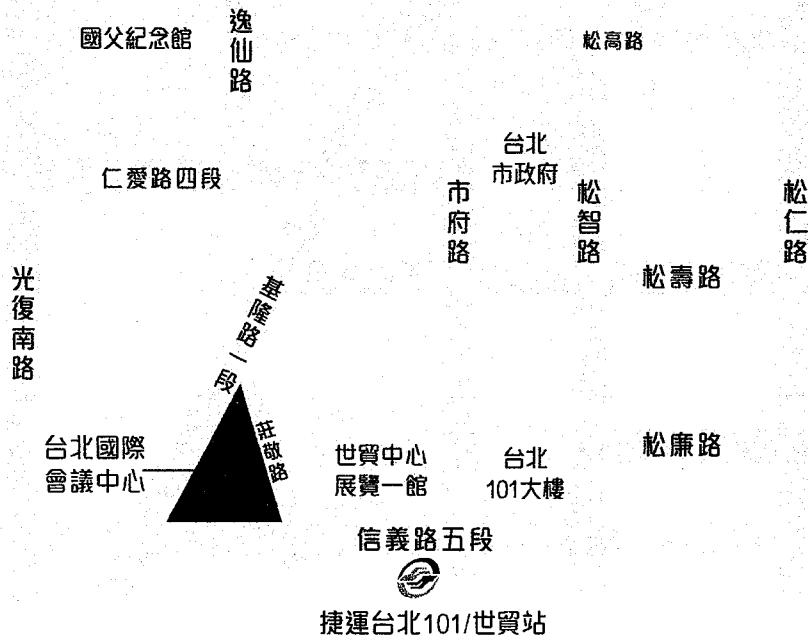 國父紀念館
逸仙路
松高路
仁愛路四段
台北
市政府
市府路
松智路
松仁路
光復南路
基隆路一段
松壽路
莊敬路
台北國際
會議中心
世貿中心
展覽一館
台北
101大樓
松廉路
信義路五段
捷運台北101/世貿站